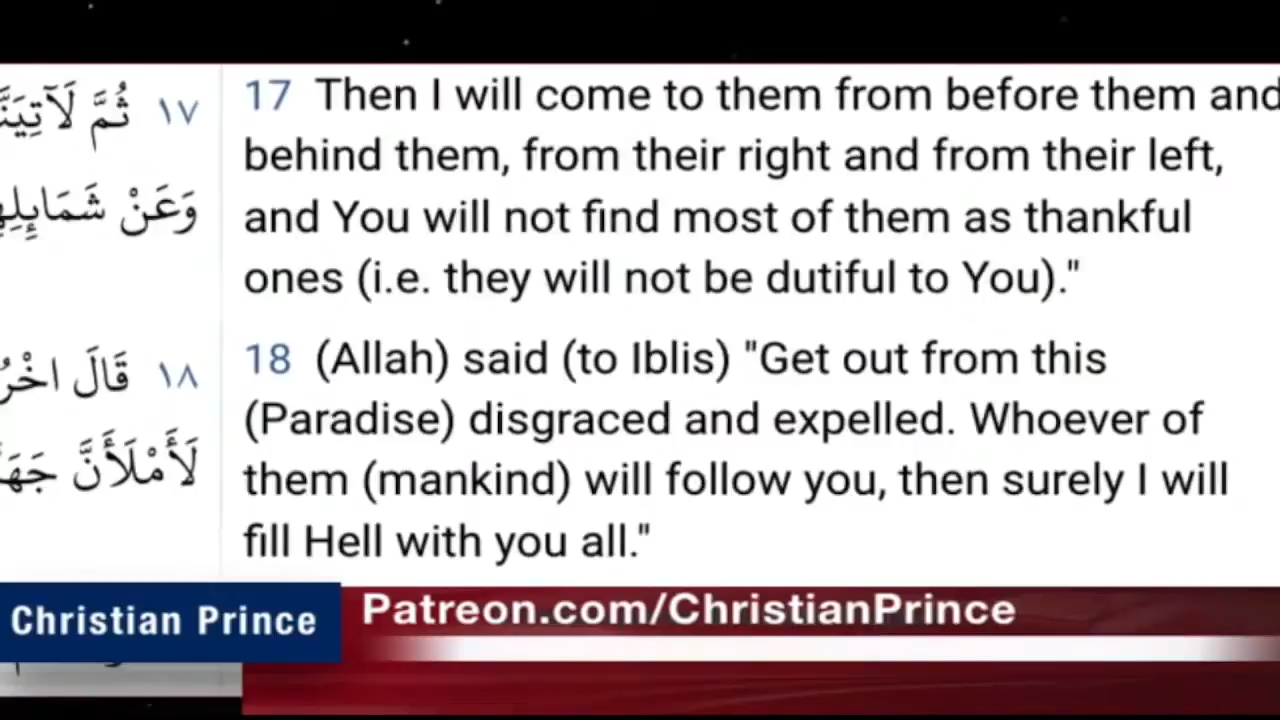 ١٧ ثُمَّ
وَعَنْ
17 Then I will come to them from before them and
behind them, from their right and from their left,
and You will not find most of them as thankful
ones (i.e. they will not be dutiful to You)."
١٨ قَالَ
لَأَمْلَأَنَّ
18 (Allah) said (to Iblis) "Get out from this
(Paradise) disgraced and expelled. Whoever of
them (mankind) will follow you, then surely I will
fill Hell with you all."
Christian Prince
Patreon.com/ChristianPrince